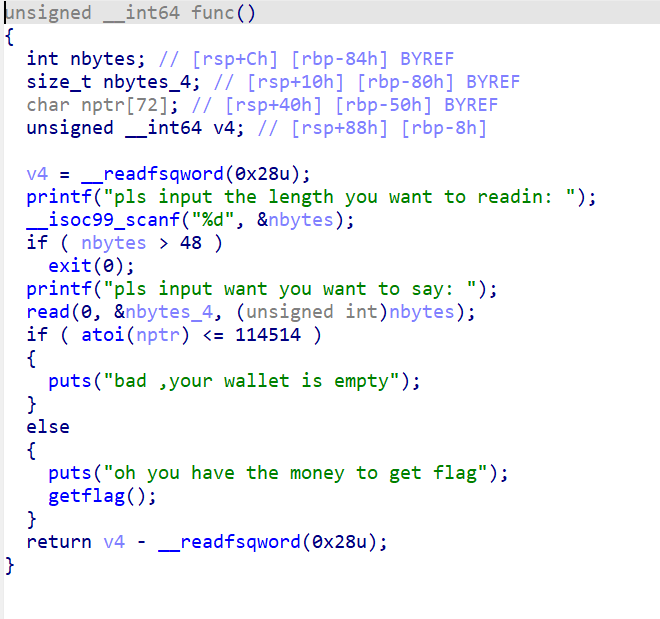 unsigned __int64 func()
{
  int nbytes; // [rsp+Ch] [rbp-84h] BYREF
  size_t nbytes_4; // [rsp+10h] [rbp-80h] BYREF
  char nptr[72]; // [rsp+40h] [rbp-50h] BYREF
  unsigned __int64 v4; // [rsp+88h] [rbp-8h]

  v4 = __readfsqword(0x28u);
  printf("pls input the length you want to readin: ");
  __isoc99_scanf("%d", &nbytes);
  if ( nbytes > 48 )
    exit(0);
  printf("pls input want you want to say: ");
  read(0, &nbytes_4, (unsigned int)nbytes);
  if ( atoi(nptr) <= 114514 )
  {
    puts("bad ,your wallet is empty");
  }
  else
  {
    puts("oh you have the money to get flag");
    getflag();
  }
  return v4 - __readfsqword(0x28u);
}